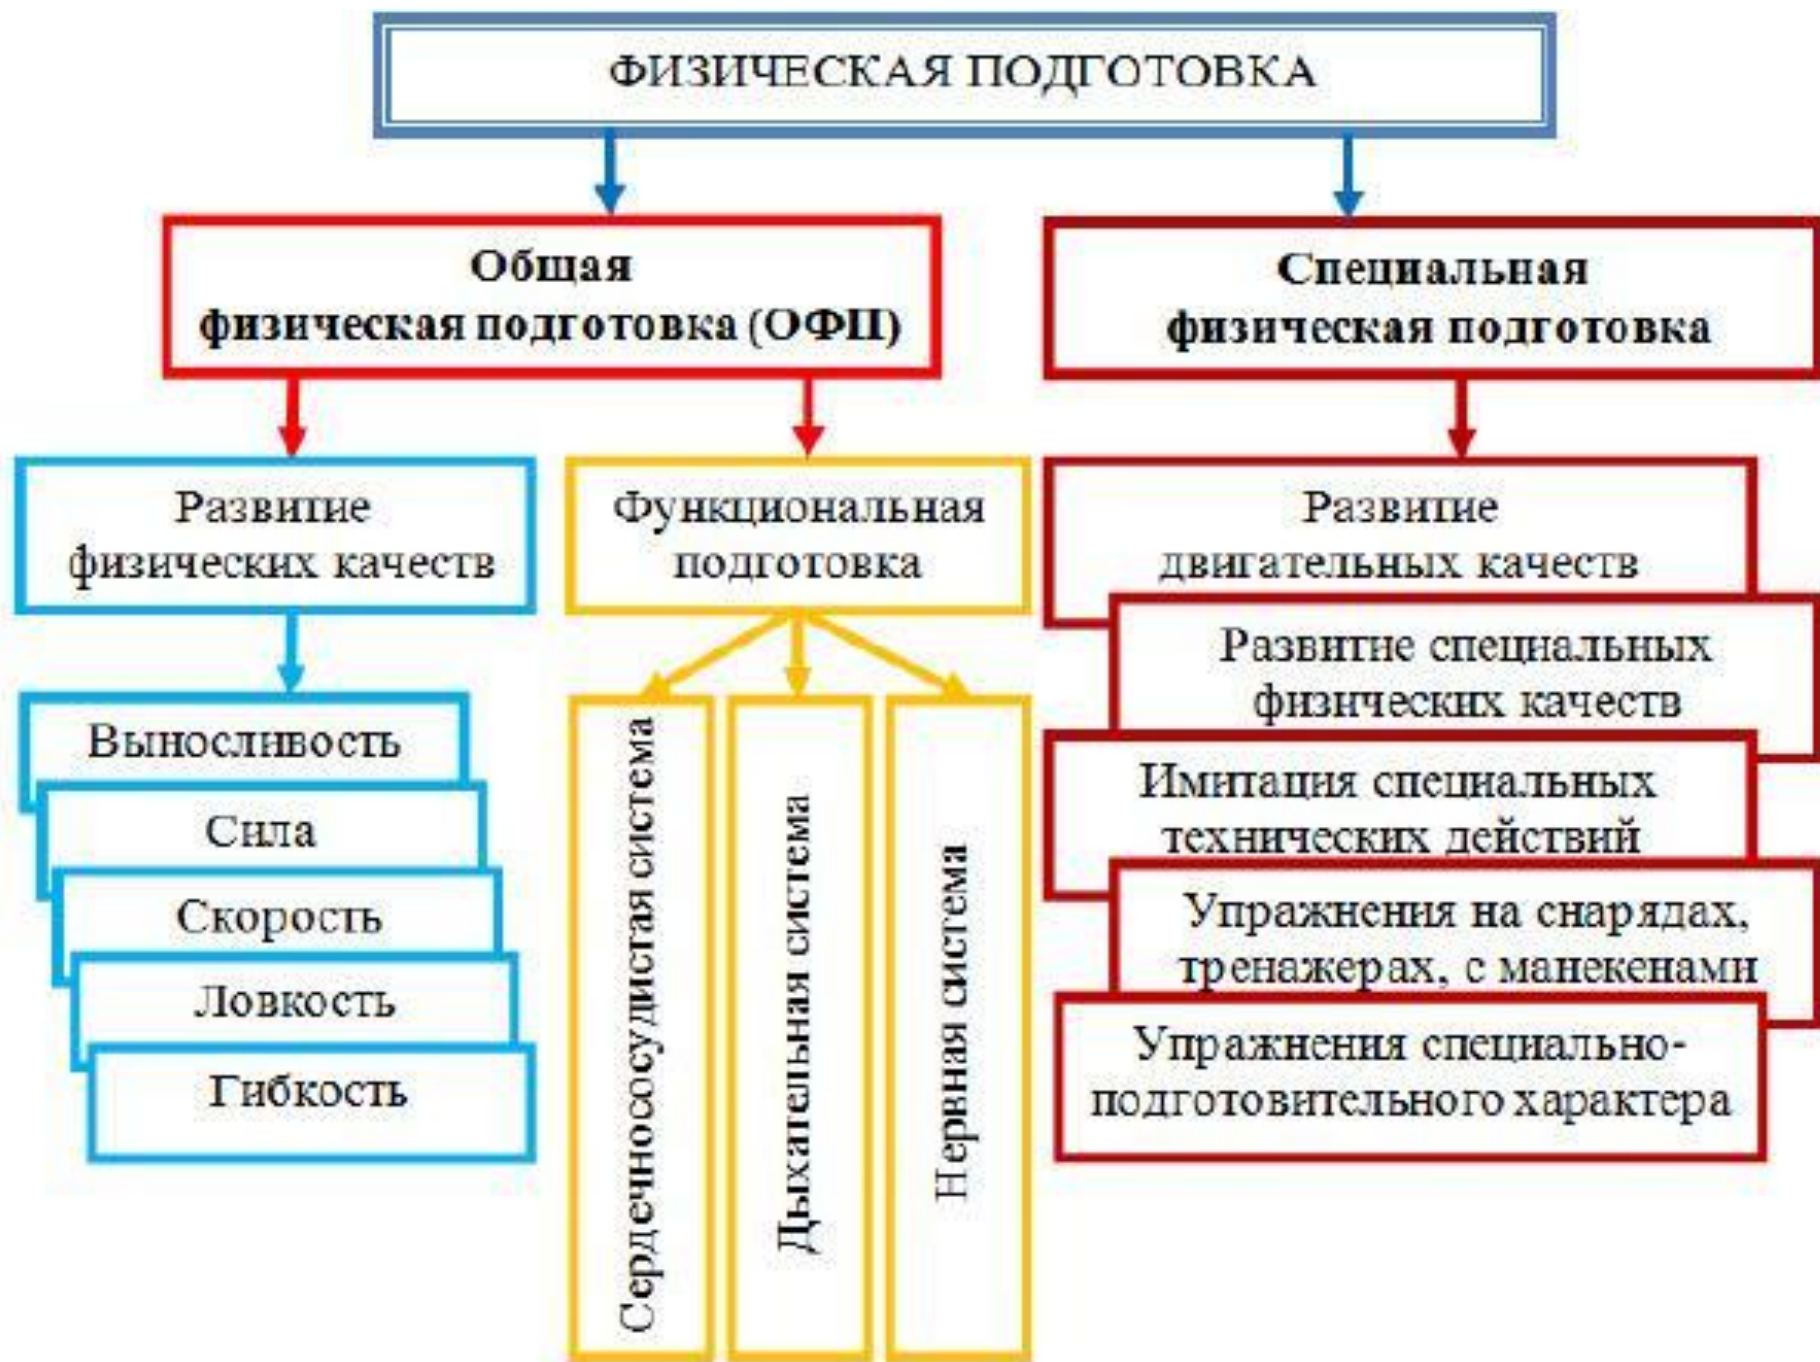 ФИЗИЧЕСКАЯ ПОДГОТОВКА
Общая
физическая подготовка (ОФП)
Специальная
физическая подготовка
Развитие
физических качеств
Функциональная
подготовка
Развитие
двигательных качеств
Развитие специальных
физических качеств
Имитация специальных
технических действий
Упражнения на снарядах,
тренажерах, с манекенами
Упражнения специально-
подготовительного характера
Выносливость
Сила
Скорость
Ловкость
Гибкость
Сердечнососудистая система
Дыхательная система
Нервная система